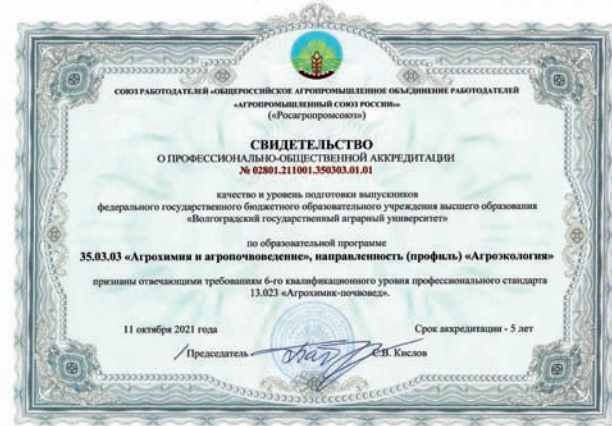 СОЮЗ РАБОТОДАТЕЛЕЙ «ОБЩЕРОССИЙСКОЕ АГРОПРОМЫШЛЕННОЕ ОБЪЕДИНЕНИЕ РАБОТОДАТЕЛЕЙ
«АГРОПРОМЫШЛЕННЫЙ СОЮЗ РОССИИ»
(«Росагропромсоюз»)
СВИДЕТЕЛЬСТВО
О ПРОФЕССИОНАЛЬНО-ОБЩЕСТВЕННОЙ АККРЕДИТАЦИИ
№ 02801.211001.350303.01.01
качество и уровень подготовки выпускников
федерального государственного бюджетного образовательного учреждения высшего образования
«Волгоградский государственный аграрный университет»
по образовательной программе
35.03.03 «Агрохимия и агропочвоведение», направленность (профиль) «Агроэкология»
признаны отвечающими требованиям 6-го квалификационного уровня профессионального стандарта
13.023 «Агрохимик-почвовед».
11 октября 2021 года
Срок аккредитации - 5 лет
Председатель С.В. Кислов